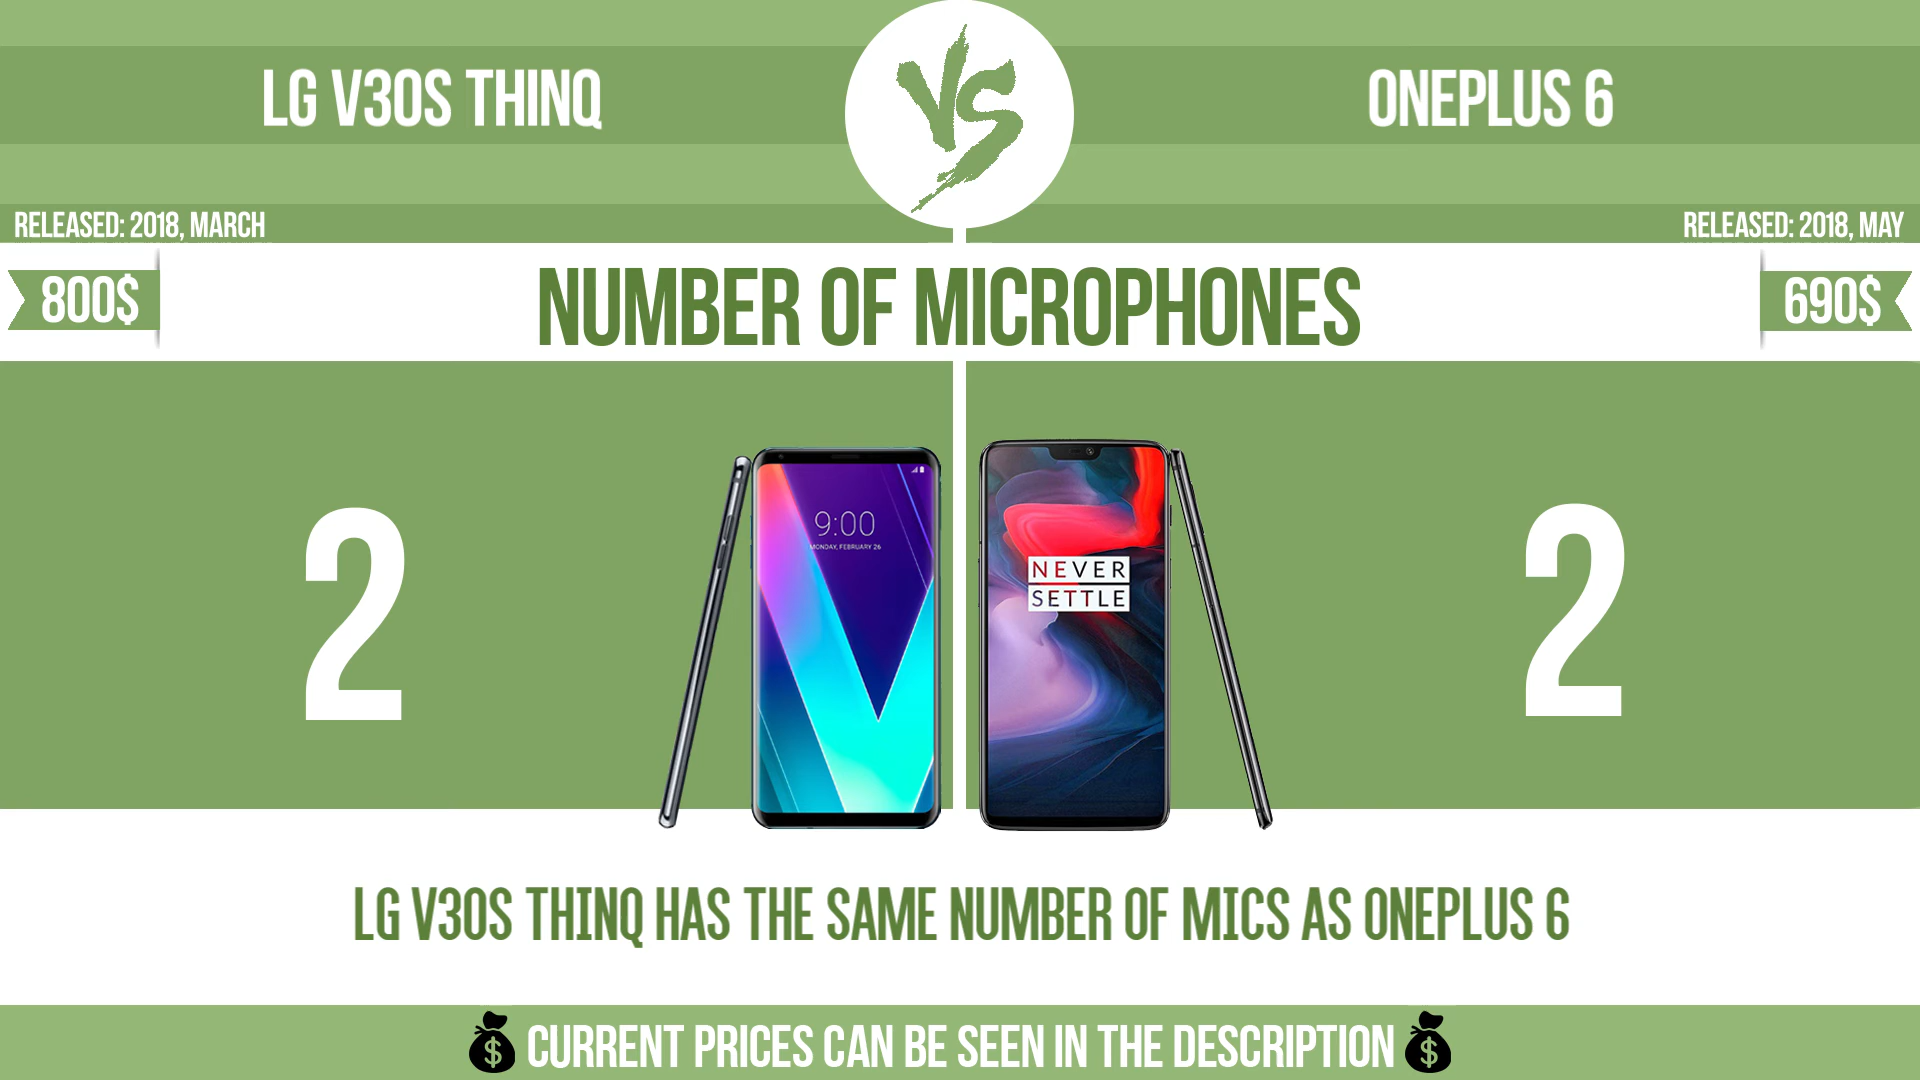 LG V30S THINQ
VS
ONEPLUS 6
RELEASED: 2018, MARCH
RELEASED: 2018, MAY
800$
NUMBER OF MICROPHONES
690$
9:00
MONDAY, FEBRUARY 26
NEVER
SETTLE
2
2
LG V30S THINQ HAS THE SAME NUMBER OF MICS AS ONEPLUS 6
$ CURRENT PRICES CAN BE SEEN IN THE DESCRIPTION $